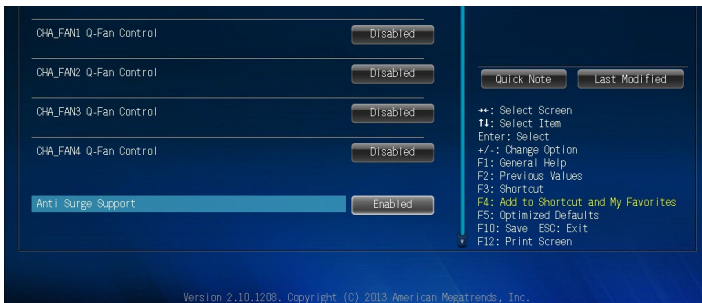 CHA_FAN1 Q-Fan Control Disabled
CHA_FAN2 Q-Fan Control Disabled
CHA_FAN3 Q-Fan Control Disabled
CHA_FAN4 Q-Fan Control Disabled
Anti Surge Support Enabled
Quick Note Last Modified
→←: Select Screen
↑↓: Select Item
Enter: Select
+/-: Change Option
F1: General Help
F2: Previous Values
F3: Shortcut
F4: Add to Shortcut and My Favorites
F5: Optimized Defaults
F10: Save ESC: Exit
F12: Print Screen
Version 2.10.1208. Copyright (C) 2013 American Megatrends, Inc.